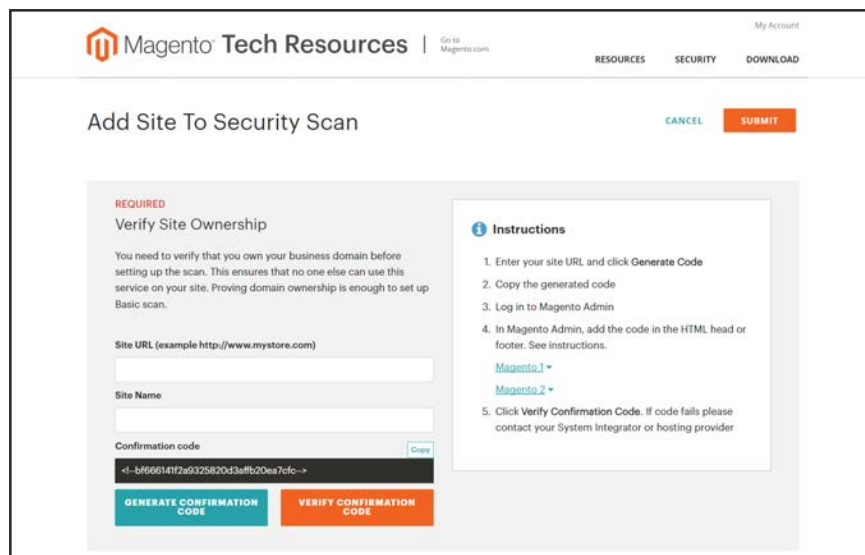 My Account
Magento® Tech Resources | Go to
Magento.com
RESOURCES SECURITY DOWNLOAD
Add Site To Security Scan
CANCEL SUBMIT
REQUIRED
Verify Site Ownership
You need to verify that you own your business domain before
setting up the scan. This ensures that no one else can use this
service on your site. Proving domain ownership is enough to set up
Basic scan.
Site URL (example http://www.mystore.com)
Site Name
Confirmation code
Copy
<!--bf666141f2a9325820d3affb20ea7cfc-->
GENERATE CONFIRMATION
CODE
VERIFY CONFIRMATION
CODE
Instructions
1. Enter your site URL and click Generate Code
2. Copy the generated code
3. Log in to Magento Admin
4. In Magento Admin, add the code in the HTML head or
footer. See instructions.
Magento 1
Magento 2
5. Click Verify Confirmation Code. If code fails please
contact your System Integrator or hosting provider